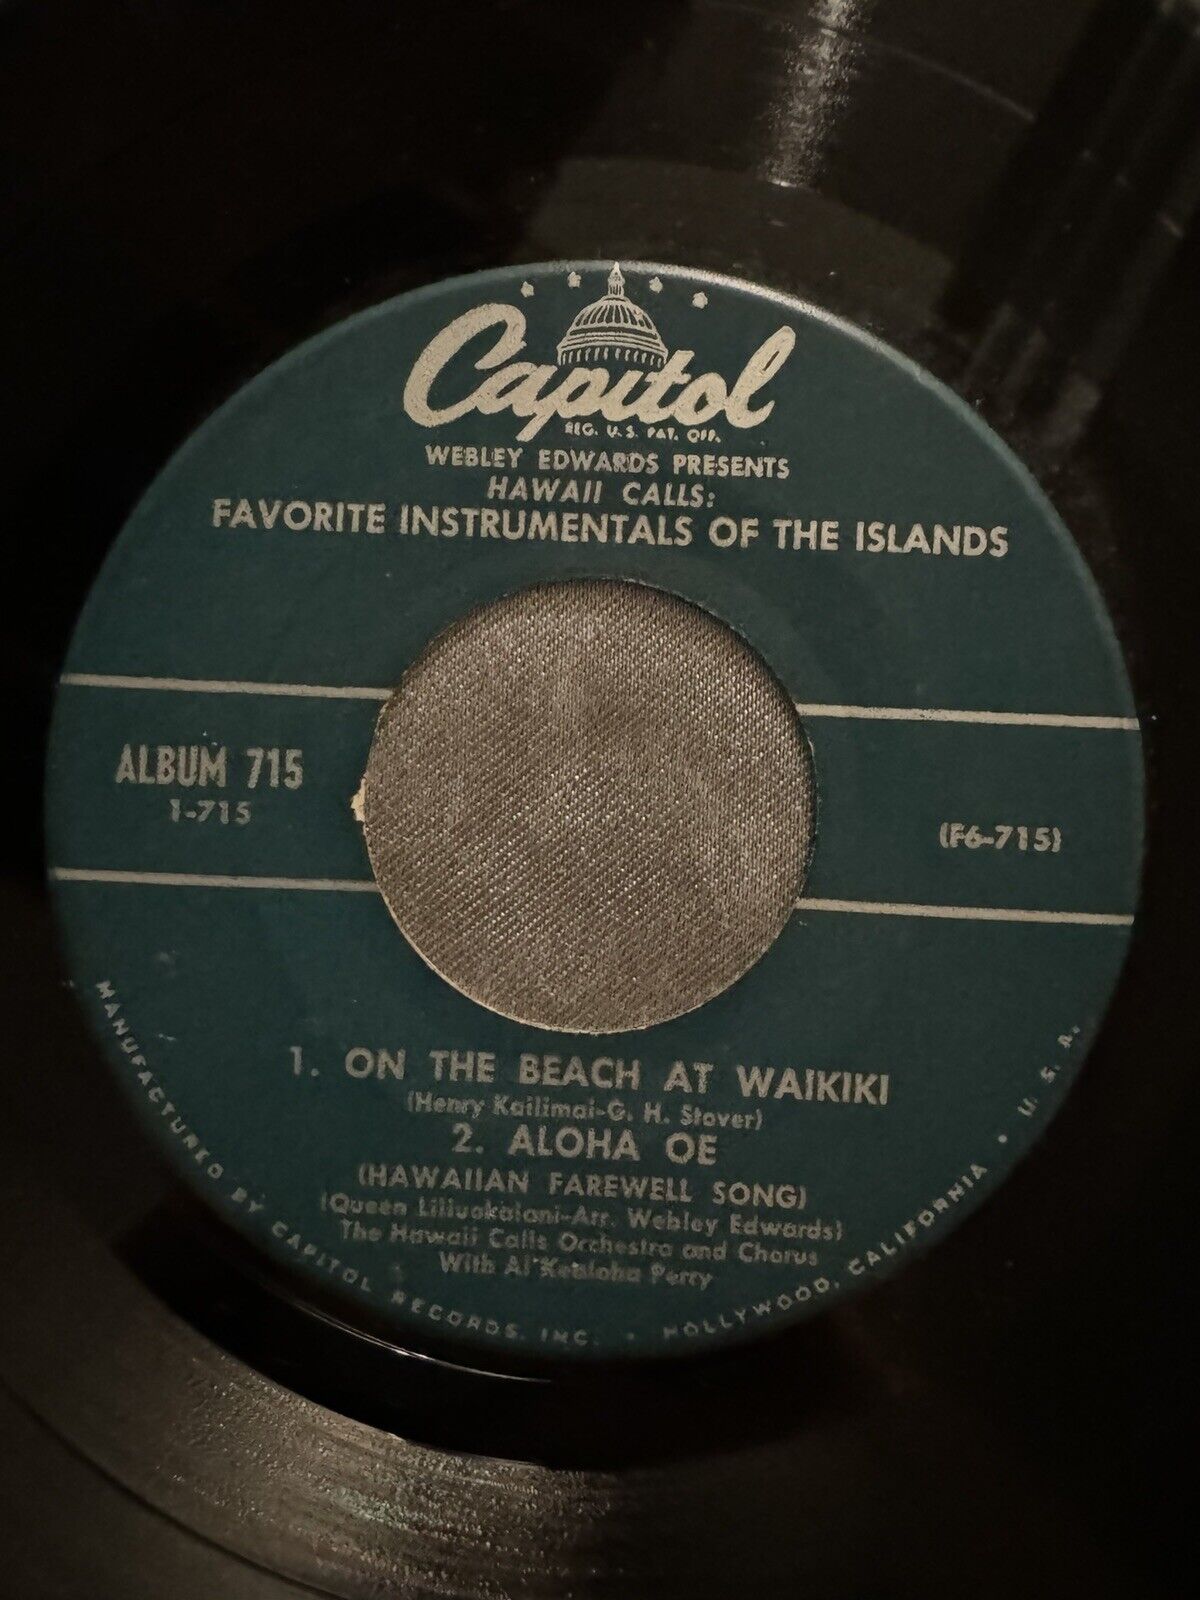 Capitol
REG. U.S. PAT. OFF.
WEBLEY EDWARDS PRESENTS
HAWAII CALLS:
FAVORITE INSTRUMENTALS OF THE ISLANDS
ALBUM 715
1-715
(F6-715)
1. ON THE BEACH AT WAIKIKI
(Henry Kailimai-G. H. Stover)
2. ALOHA OE
(HAWAIIAN FAREWELL SONG)
(Queen Liliuokalani-Arr. Webley Edwards)
The Hawaii Calls Orchestra and Chorus
With Al Kealoha Perry
MANUFACTURED BY CAPITOL RECORDS, INC. • HOLLYWOOD, CALIFORNIA • U. S. A.